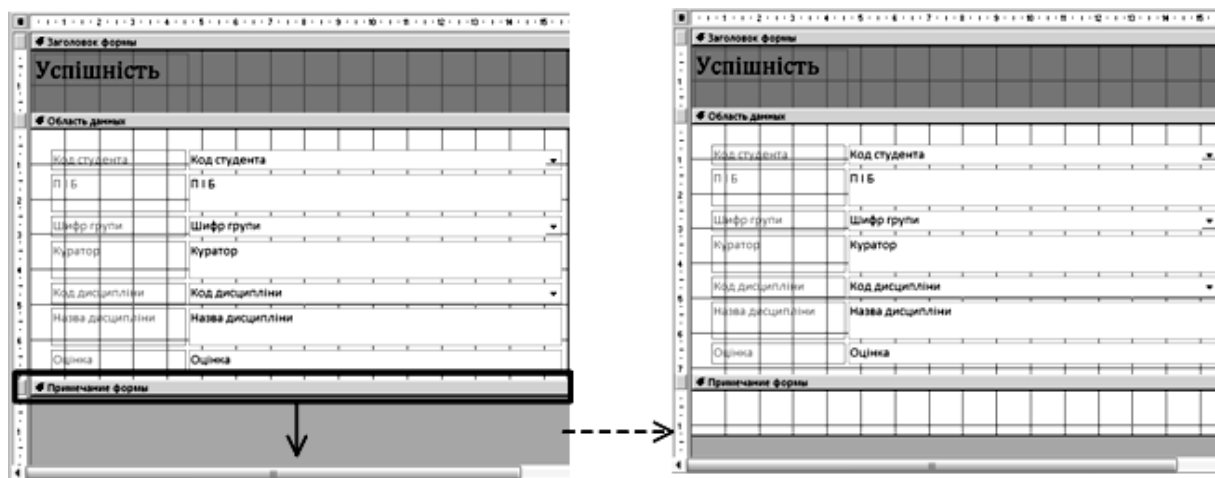 Заголовок формы
Успішність
Область данных
Код студента Код студента
П І Б П І Б
Шифр групи Шифр групи
Куратор Куратор
Код дисципліни Код дисципліни
Назва дисципліни Назва дисципліни
Оцінка Оцінка
Примечание формы
Заголовок формы
Успішність
Область данных
Код студента Код студента
П І Б П І Б
Шифр групи Шифр групи
Куратор Куратор
Код дисципліни Код дисципліни
Назва дисципліни Назва дисципліни
Оцінка Оцінка
Примечание формы